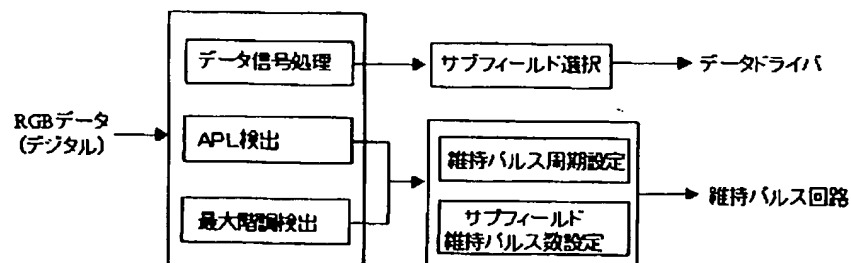 データ信号処理
サブフィールド選択
データドライバ
RGBデータ
(デジタル)
APL検出
維持パルス周期設定
維持パルス回路
最大階調検出
サブフィールド
維持パルス数設定